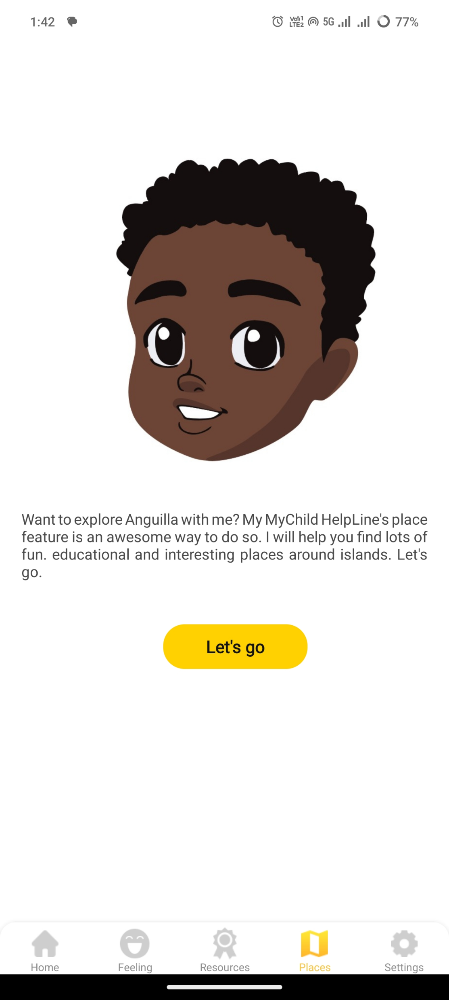 1:42
Vo)) 1
LTE2
5G
77%
Want to explore Anguilla with me? My MyChild HelpLine's place
feature is an awesome way to do so. I will help you find lots of
fun. educational and interesting places around islands. Let's
go.
Let's go
Home
Feeling
Resources
Places
Settings